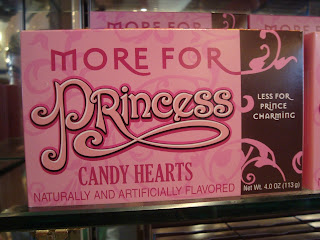 MORE FOR
PRINCESS
CANDY HEARTS
NATURALLY AND ARTIFICIALLY FLAVORED
LESS FOR
PRINCE
CHARMING
Net Wt. 4.0 OZ (113 g)
MORE FOR